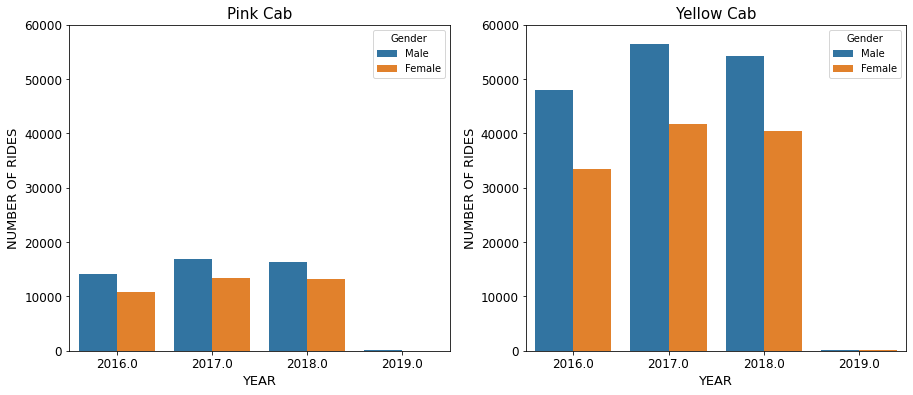 Pink Cab
60000
50000
40000
30000
20000
10000
0
NUMBER OF RIDES
Gender
Male
Female
2016.0 2017.0 2018.0 2019.0
YEAR
Yellow Cab
60000
50000
40000
30000
20000
10000
0
NUMBER OF RIDES
Gender
Male
Female
2016.0 2017.0 2018.0 2019.0
YEAR